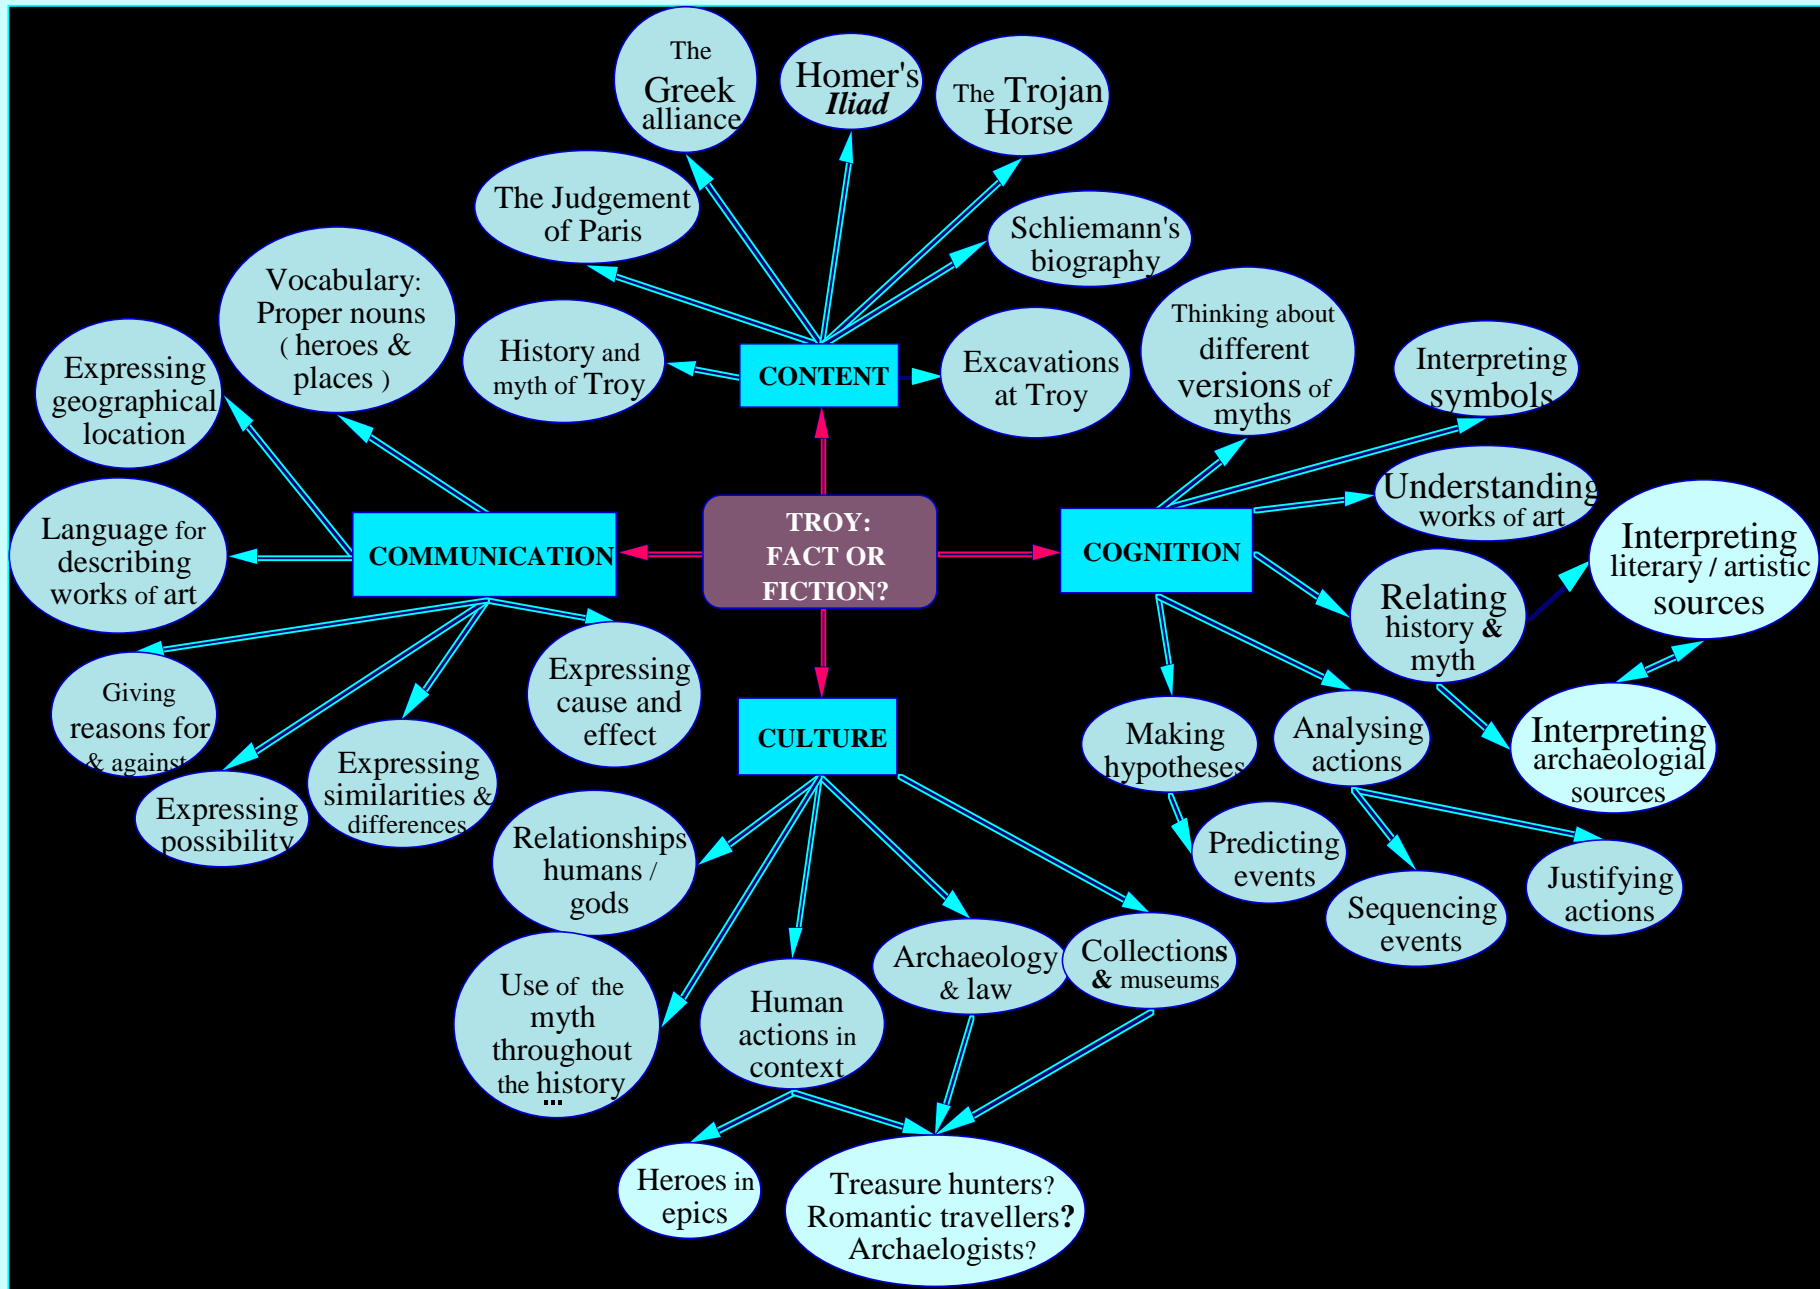 The
Greek
alliance
Homer's
Iliad
The Trojan
Horse
The Judgement
of Paris
Schliemann's
biography
Vocabulary:
Proper nouns
( heroes &
places )
Thinking about
different
versions of
myths
Expressing
geographical
location
History and
myth of Troy
CONTENT
Excavations
at Troy
Interpreting
symbols
Understanding
works of art
Language for
describing
works of art
COMMUNICATION
TROY:
FACT OR
FICTION?
COGNITION
Interpreting
literary / artistic
sources
Relating
history &
myth
Giving
reasons for
& against
Expressing
cause and
effect
Expressing
possibility
Expressing
similarities &
differences
CULTURE
Making
hypotheses
Analysing
actions
Interpreting
archaeologial
sources
Relationships
humans /
gods
Predicting
events
Sequencing
events
Justifying
actions
Use of the
myth
throughout
the history
...
Human
actions in
context
Archaeology
& law
Collections
& museums
Heroes in
epics
Treasure hunters?
Romantic travellers?
Archaelogists?